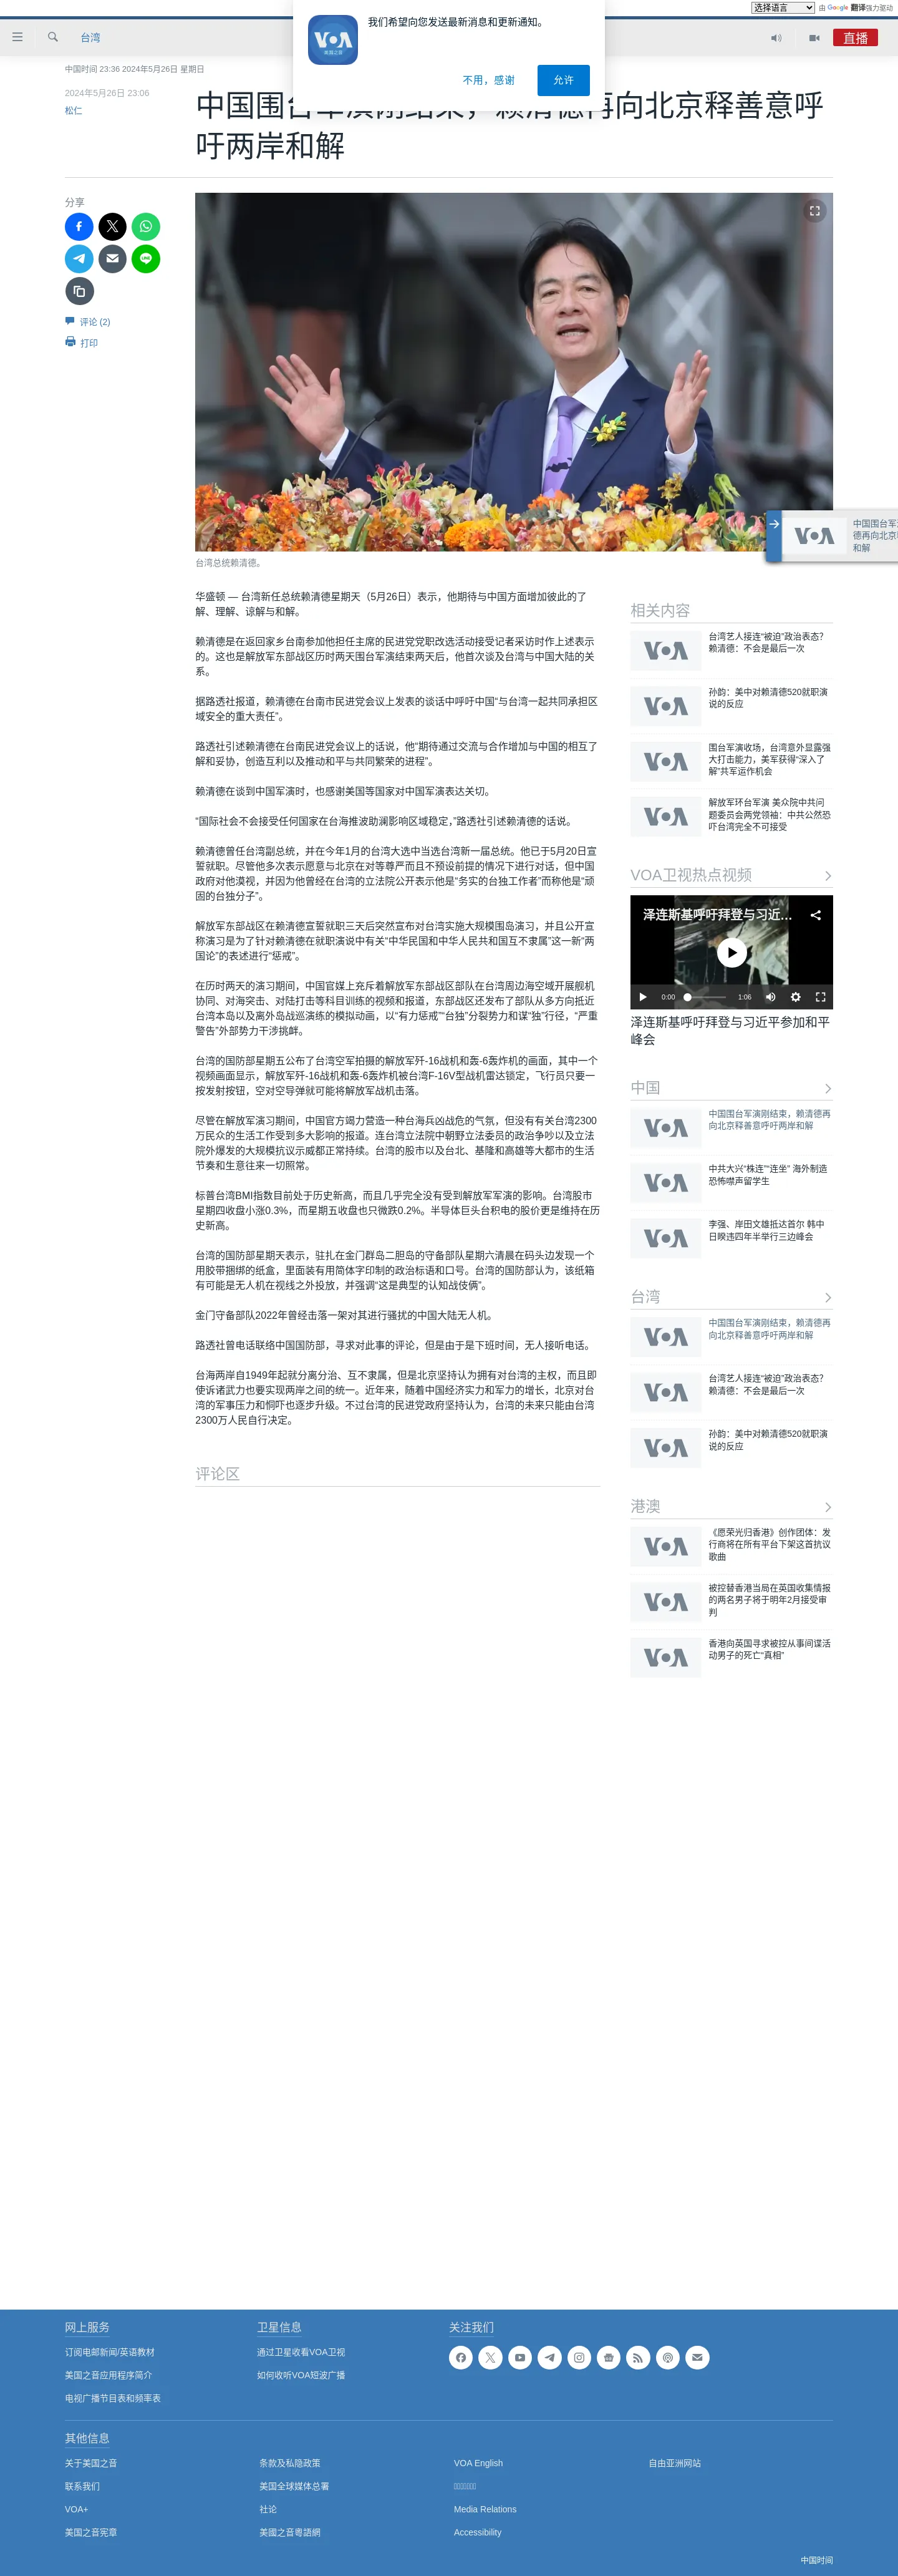 选择语言 由 Google 翻译强力驱动
我们希望向您发送最新消息和更新通知。
VOA
美国之音
不用，感谢
允许
台湾
直播
中国时间 23:36 2024年5月26日 星期日
2024年5月26日 23:06
松仁
中国围台军演刚结束，赖清德再向北京释善意呼
吁两岸和解
分享
评论 (2)
打印
台湾总统赖清德。
VOA
中国围台军
德再向北京
和解
华盛顿 — 台湾新任总统赖清德星期天（5月26日）表示，他期待与中国方面增加彼此的了
解、理解、谅解与和解。
赖清德是在返回家乡台南参加他担任主席的民进党党职改选活动接受记者采访时作上述表示
的。这也是解放军东部战区历时两天围台军演结束两天后，他首次谈及台湾与中国大陆的关
系。
据路透社报道，赖清德在台南市民进党会议上发表的谈话中呼吁中国“与台湾一起共同承担区
域安全的重大责任”。
路透社引述赖清德在台南民进党会议上的话说，他“期待通过交流与合作增加与中国的相互了
解和妥协，创造互利以及推动和平与共同繁荣的进程”。
赖清德在谈到中国军演时，也感谢美国等国家对中国军演表达关切。
“国际社会不会接受任何国家在台海推波助澜影响区域稳定，”路透社引述赖清德的话说。
赖清德曾任台湾副总统，并在今年1月的台湾大选中当选台湾新一届总统。他已于5月20日宣
誓就职。尽管他多次表示愿意与北京在对等尊严而且不预设前提的情况下进行对话，但中国
政府对他漠视，并因为他曾经在台湾的立法院公开表示他是“务实的台独工作者”而称他是“顽
固的台独分子”。
解放军东部战区在赖清德宣誓就职三天后突然宣布对台湾实施大规模围岛演习，并且公开宣
称演习是为了针对赖清德在就职演说中有关“中华民国和中华人民共和国互不隶属”这一新“两
国论”的表述进行“惩戒”。
在历时两天的演习期间，中国官媒上充斥着解放军东部战区部队在台湾周边海空域开展舰机
协同、对海突击、对陆打击等科目训练的视频和报道，东部战区还发布了部队从多方向抵近
台湾本岛以及离外岛战巡演练的模拟动画，以“有力惩戒”“台独”分裂势力和谋“独”行径，“严重
警告”外部势力干涉挑衅。
台湾的国防部星期五公布了台湾空军拍摄的解放军歼-16战机和轰-6轰炸机的画面，其中一个
视频画面显示，解放军歼-16战机和轰-6轰炸机被台湾F-16V型战机雷达锁定，飞行员只要一
按发射按钮，空对空导弹就可能将解放军战机击落。
尽管在解放军演习期间，中国官方竭力营造一种台海兵凶战危的气氛，但没有有关台湾2300
万民众的生活工作受到多大影响的报道。连台湾立法院中朝野立法委员的政治争吵以及立法
院外爆发的大规模抗议示威都正常持续。台湾的股市以及台北、基隆和高雄等大都市的生活
节奏和生意往来一切照常。
标普台湾BMI指数目前处于历史新高，而且几乎完全没有受到解放军军演的影响。台湾股市
星期四收盘小涨0.3%，而星期五收盘也只微跌0.2%。半导体巨头台积电的股价更是维持在历
史新高。
台湾的国防部星期天表示，驻扎在金门群岛二胆岛的守备部队星期六清晨在码头边发现一个
用胶带捆绑的纸盒，里面装有用简体字印制的政治标语和口号。台湾的国防部认为，该纸箱
有可能是无人机在视线之外投放，并强调“这是典型的认知战伎俩”。
金门守备部队2022年曾经击落一架对其进行骚扰的中国大陆无人机。
路透社曾电话联络中国国防部，寻求对此事的评论，但是由于是下班时间，无人接听电话。
台海两岸自1949年起就分离分治、互不隶属，但是北京坚持认为拥有对台湾的主权，而且即
使诉诸武力也要实现两岸之间的统一。近年来，随着中国经济实力和军力的增长，北京对台
湾的军事压力和恫吓也逐步升级。不过台湾的民进党政府坚持认为，台湾的未来只能由台湾
2300万人民自行决定。
评论区
相关内容
VOA
台湾艺人接连“被迫”政治表态？
赖清德：不会是最后一次
VOA
孙韵：美中对赖清德520就职演
说的反应
VOA
围台军演收场，台湾意外显露强
大打击能力，美军获得“深入了
解”共军运作机会
VOA
解放军环台军演 美众院中共问
题委员会两党领袖：中共公然恐
吓台湾完全不可接受
VOA卫视热点视频
泽连斯基呼吁拜登与习近…
0:00
1:06
泽连斯基呼吁拜登与习近平参加和平
峰会
中国
VOA
中国围台军演刚结束，赖清德再
向北京释善意呼吁两岸和解
VOA
中共大兴“株连”“连坐” 海外制造
恐怖噤声留学生
VOA
李强、岸田文雄抵达首尔 韩中
日睽违四年半举行三边峰会
台湾
VOA
中国围台军演刚结束，赖清德再
向北京释善意呼吁两岸和解
VOA
台湾艺人接连“被迫”政治表态？
赖清德：不会是最后一次
VOA
孙韵：美中对赖清德520就职演
说的反应
港澳
VOA
《愿荣光归香港》创作团体：发
行商将在所有平台下架这首抗议
歌曲
VOA
被控替香港当局在英国收集情报
的两名男子将于明年2月接受审
判
VOA
香港向英国寻求被控从事间谍活
动男子的死亡“真相”
网上服务
订阅电邮新闻/英语教材
美国之音应用程序简介
电视广播节目表和频率表
卫星信息
通过卫星收看VOA卫视
如何收听VOA短波广播
关注我们
其他信息
关于美国之音
联系我们
VOA+
美国之音宪章
条款及私隐政策
美国全球媒体总署
社论
美國之音粵語網
VOA English
Media Relations
Accessibility
自由亚洲网站
中国时间